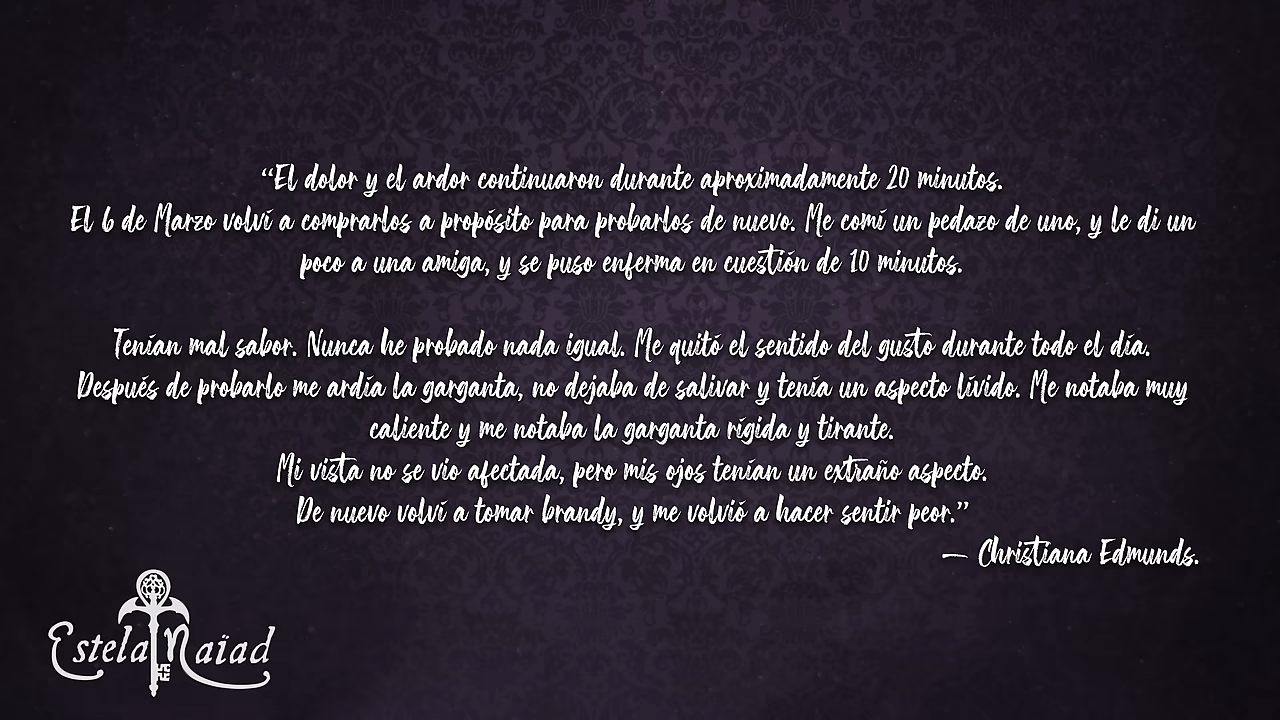 “El dolor y el ardor continuaron durante aproximadamente 20 minutos.
El 6 de Marzo volví a comprarlos a propósito para probarlos de nuevo. Me comí un pedazo de uno, y le di un
poco a una amiga, y se puso enferma en cuestión de 10 minutos.
Tenían mal sabor. Nunca he probado nada igual. Me quitó el sentido del gusto durante todo el día.
Después de probarlo me ardía la garganta, no dejaba de salivar y tenía un aspecto lívido. Me notaba muy
caliente y me notaba la garganta rígida y tirante.
Mi vista no se vio afectada, pero mis ojos tenían un extraño aspecto.
De nuevo volví a tomar brandy, y me volvió a hacer sentir peor.”
— Christiana Edmunds.
Estela Naïad